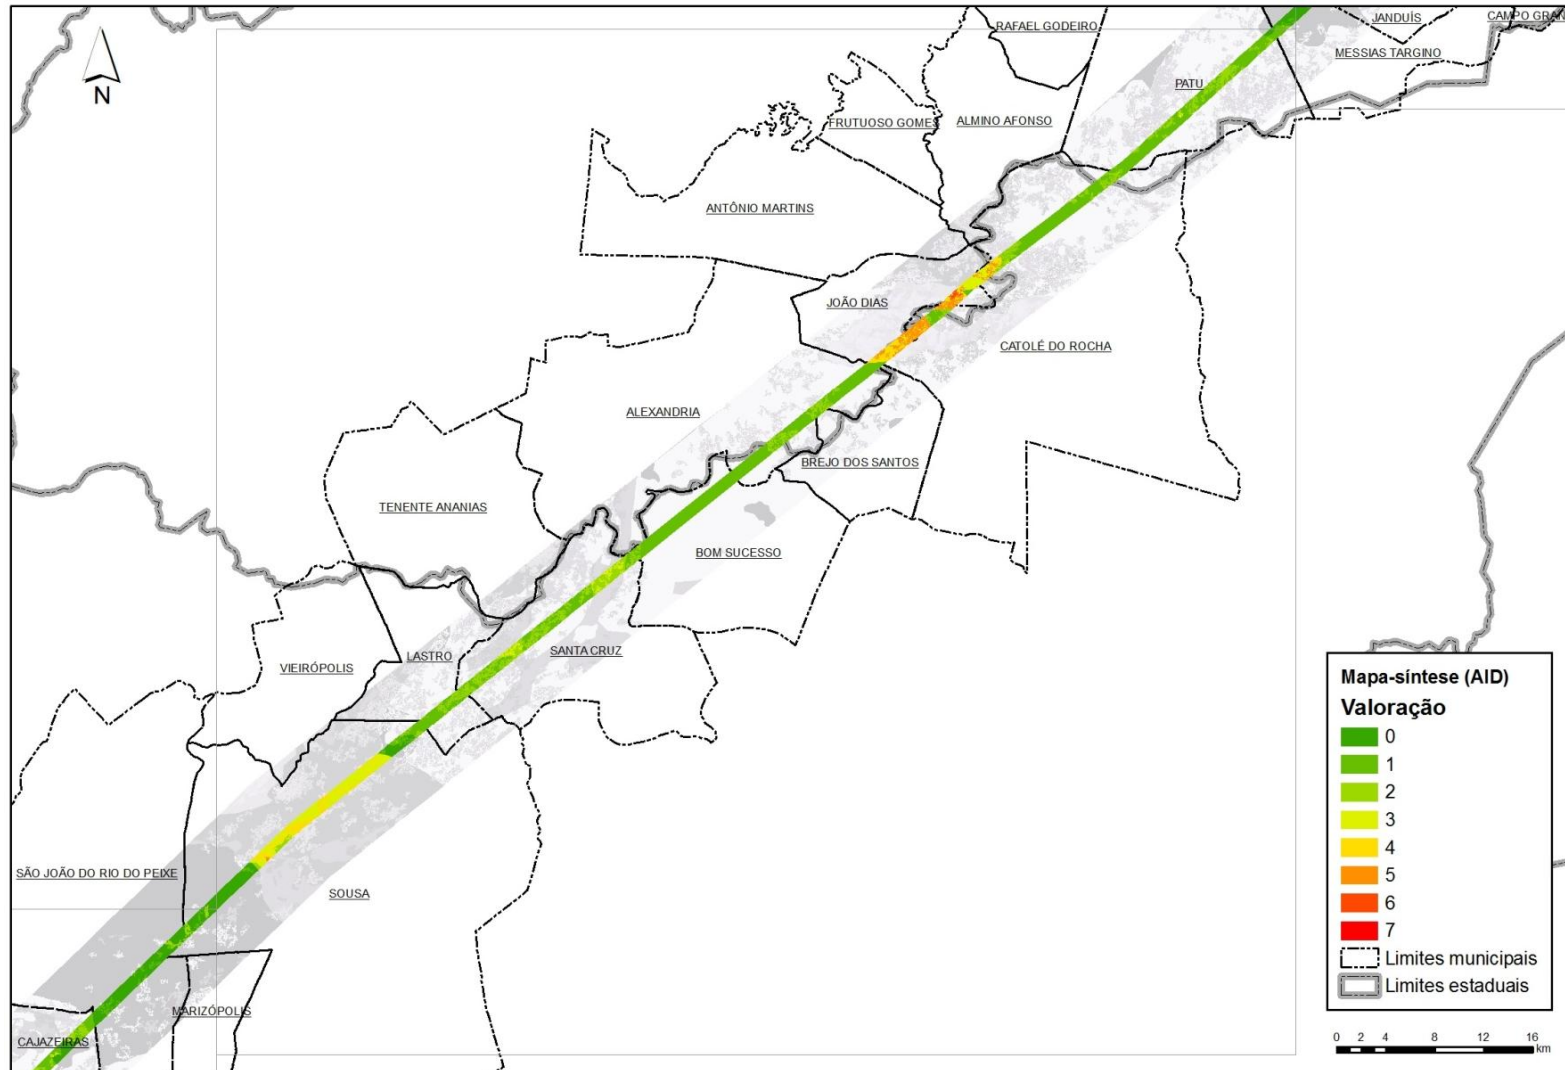 JANDUÍS
CAMPO GRAN
RAFAEL GODEIRO
MESSIAS TARGINO
PATU
N
FRUTUOSO GOMES
ALMINO AFONSO
ANTÔNIO MARTINS
JOÃO DIAS
CATOLÉ DO ROCHA
ALEXANDRIA
BREJO DOS SANTOS
TENENTE ANANIAS
BOM SUCESSO
SANTA CRUZ
LASTRO
VIEIRÓPOLIS
SÃO JOÃO DO RIO DO PEIXE
SOUSA
MARIZÓPOLIS
CAJAZEIRAS
Mapa-síntese (AID)
Valoração
0
1
2
3
4
5
6
7
Limites municipais
Limites estaduais
0 2 4 8 12 16
km